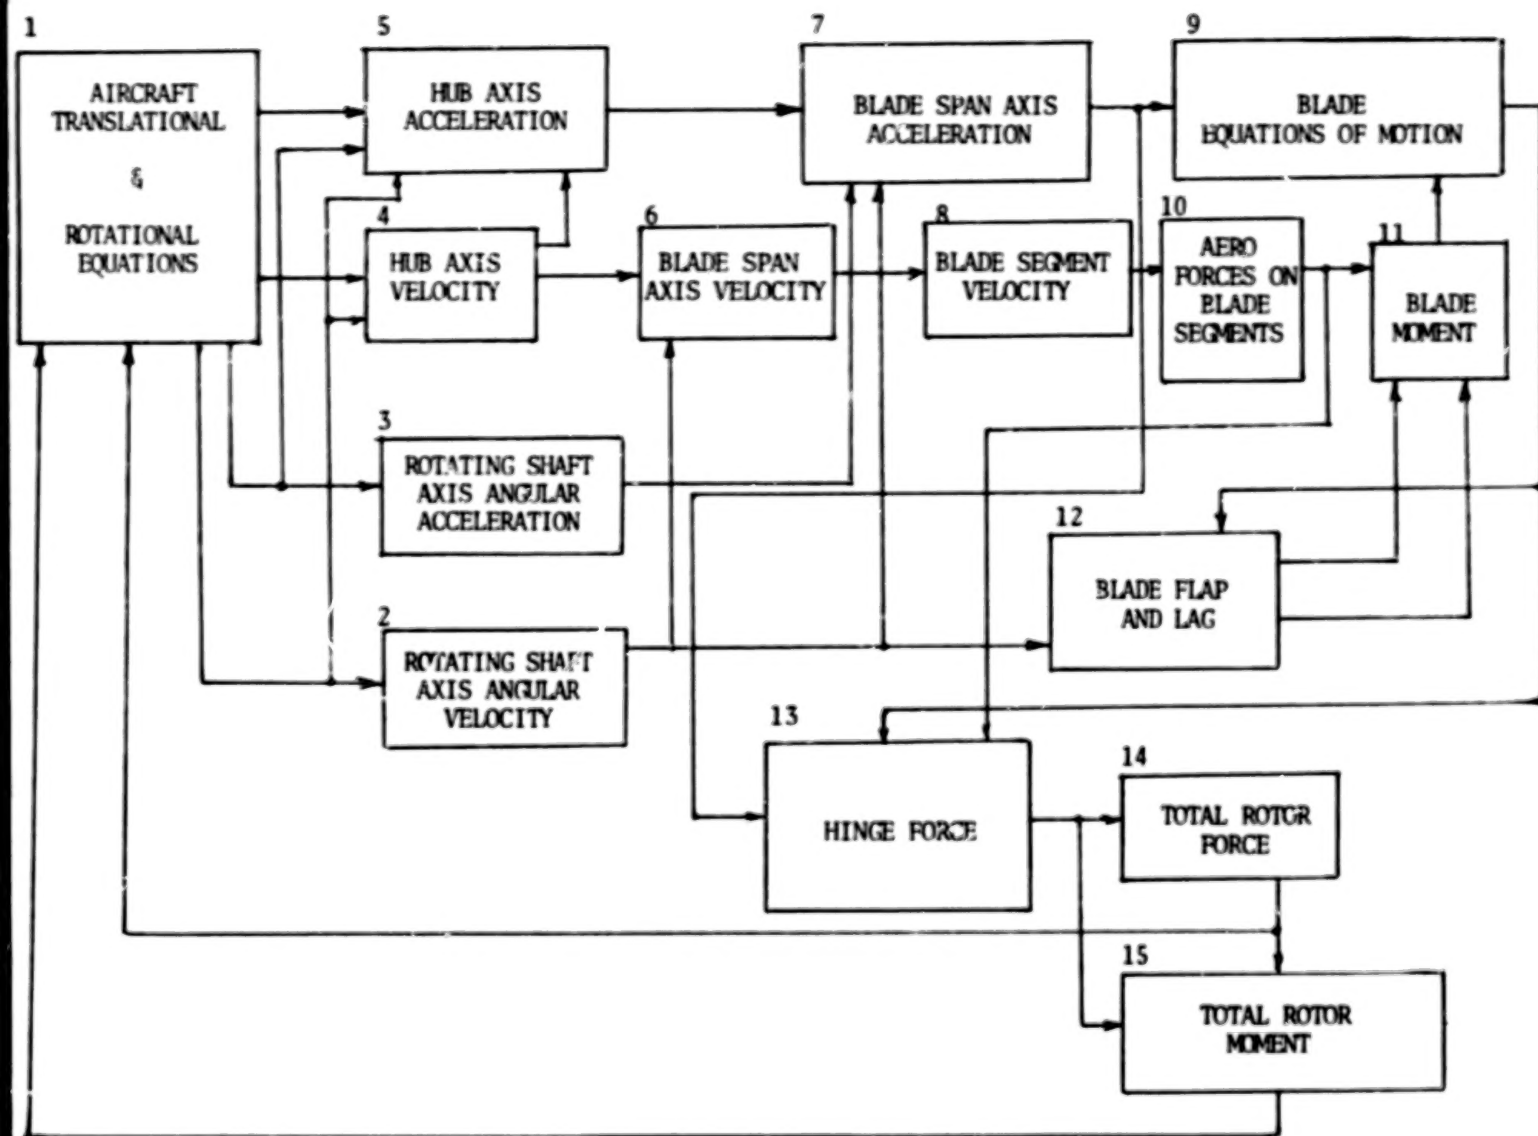 1
AIRCRAFT
TRANSLATIONAL
&
ROTATIONAL
EQUATIONS
5
HUB AXIS
ACCELERATION
7
BLADE SPAN AXIS
ACCELERATION
9
BLADE
EQUATIONS OF MOTION
4
HUB AXIS
VELOCITY
6
BLADE SPAN
AXIS VELOCITY
8
BLADE SEGMENT
VELOCITY
10
AERO
FORCES ON
BLADE
SEGMENTS
11
BLADE
MOMENT
3
ROTATING SHAFT
AXIS ANGULAR
ACCELERATION
12
BLADE FLAP
AND LAG
2
ROTATING SHAFT
AXIS ANGULAR
VELOCITY
13
HINGE FORCE
14
TOTAL ROTOR
FORCE
15
TOTAL ROTOR
MOMENT